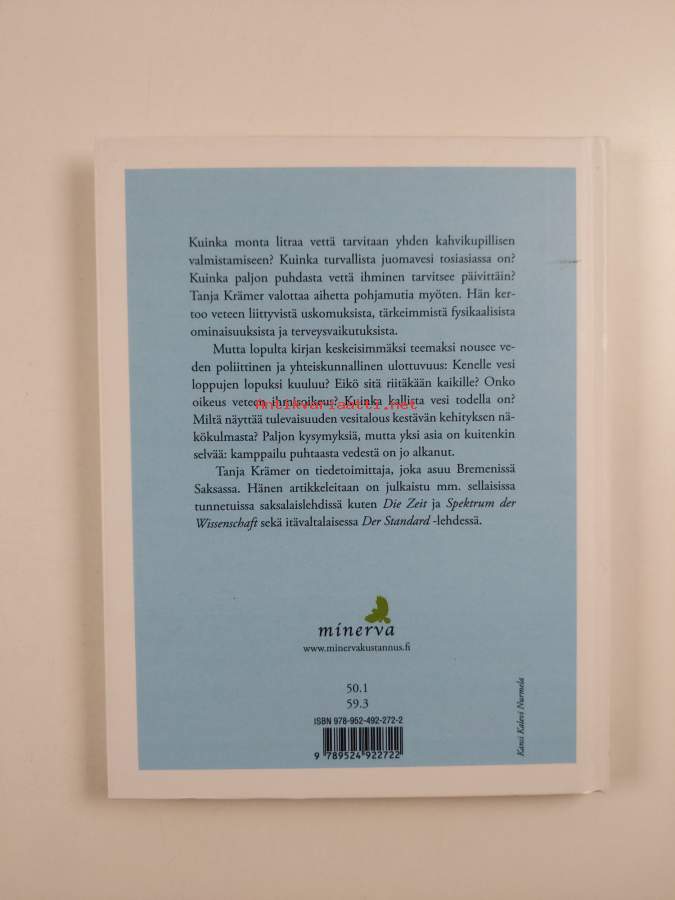 Kuinka monta litraa vettä tarvitaan yhden kahvikupillisen
valmistamiseen? Kuinka turvallista juomavesi tosiasiassa on?
Kuinka paljon puhdasta vettä ihminen tarvitsee päivittäin?
Tanja Krämer valottaa aihetta pohjamutia myöten. Hän ker-
too veteen liittyvistä uskomuksista, tärkeimmistä fysikaalisista
ominaisuuksista ja terveysvaikutuksista.
Mutta lopulta kirjan keskeisimmäksi teemaksi nousee ve-
den poliittinen ja yhteiskunnallinen ulottuvuus: Kenelle vesi
loppujen lopuksi kuuluu? Eikö sitä riitäkään kaikille? Onko
oikeus veteen ihmisoikeus? Kuinka kallista vesi todella on?
Antikvariaatti.net
Miltä näyttää tulevaisuuden vesitalous kestävän kehityksen nä-
kökulmasta? Paljon kysymyksiä, mutta yksi asia on kuitenkin
selvää: kamppailu puhtaasta vedestä on jo alkanut.
Tanja Krämer on tiedetoimittaja, joka asuu Bremenissä
Saksassa. Hänen artikkeleitaan on julkaistu mm. sellaisissa
tunnetuissa saksalaislehdissä kuten Die Zeit ja Spektrum der
Wissenschaft sekä itävaltalaisessa Der Standard -lehdessä.
minerva
www.minervakustannus.fi
50.1
59.3
ISBN 978-952-492-272-2
9 789524 922722
Kansi Kalevi Nurmela